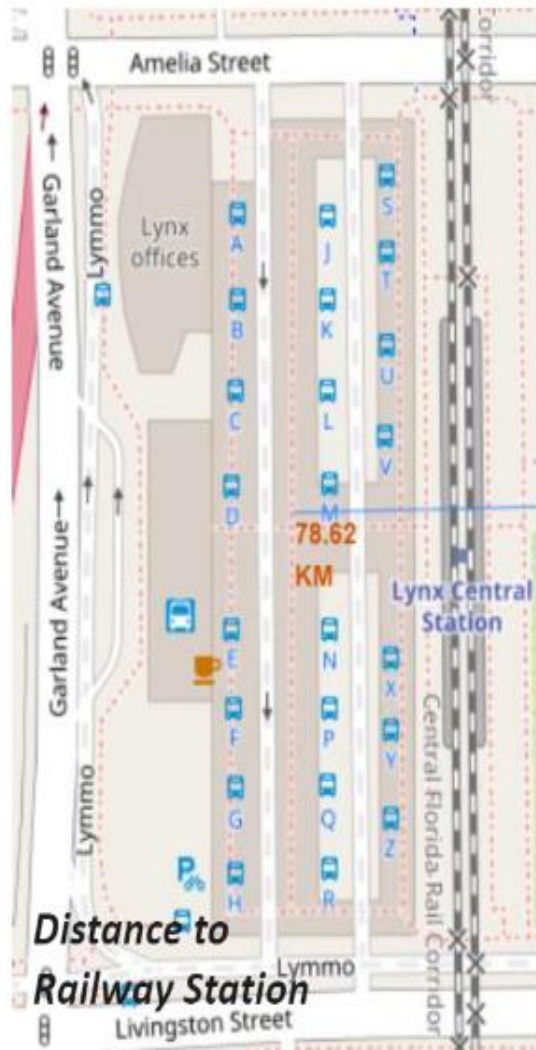 Corridor
Amelia Street
Garland Avenue
Lymmo
Lynx
offices
A
B
C
D
E
F
G
H
J
K
L
M
N
P
Q
R
S
T
U
V
X
Y
Z
78.62
KM
Lynx Central
Station
Garland Avenue
Central Florida Rail Corridor
Lymmo
P
Distance to
Railway Station
Lymmo
Livingston Street